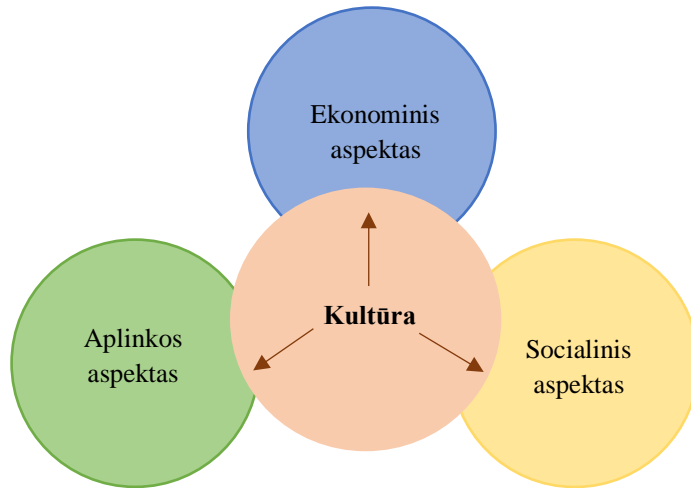 Ekonominis
aspektas
Kultūra
Aplinkos
aspektas
Socialinis
aspektas